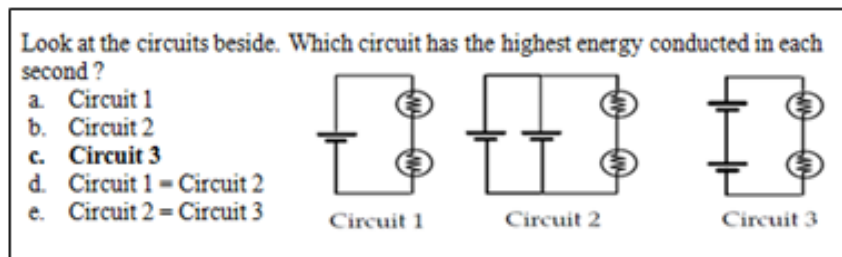 Look at the circuits beside. Which circuit has the highest energy conducted in each
second ?
a. Circuit 1
b. Circuit 2
c. Circuit 3
d. Circuit 1 = Circuit 2
e. Circuit 2 = Circuit 3
Circuit 1
Circuit 2
Circuit 3